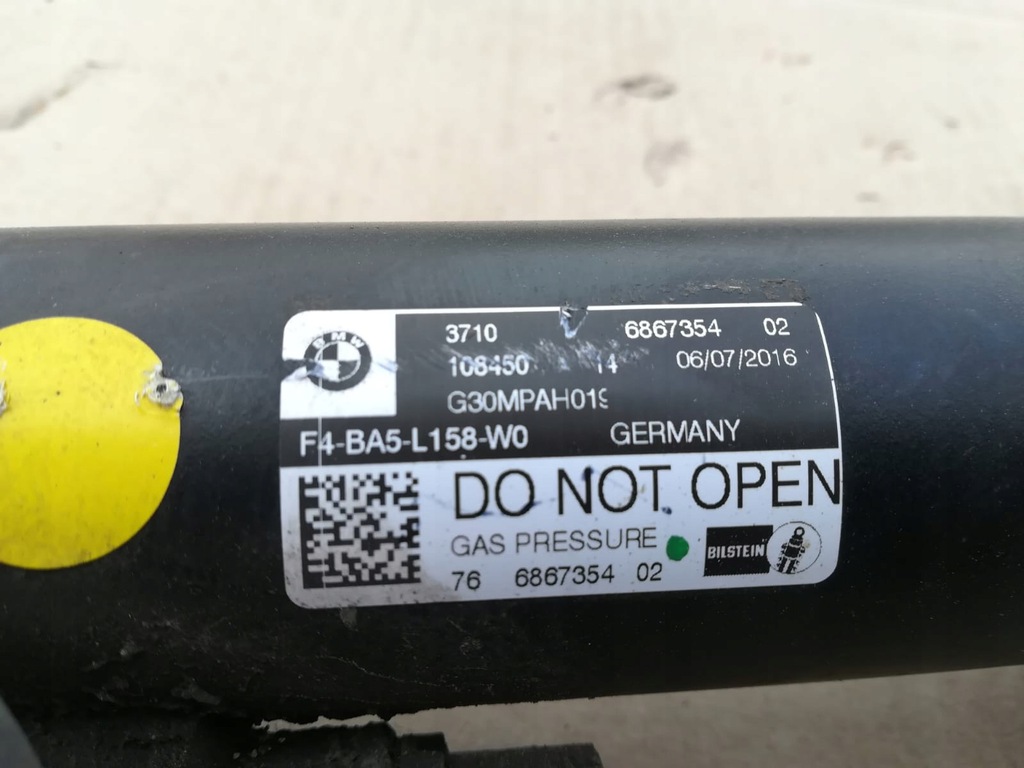 BMW
3710 6867354 02
108450 14 06/07/2016
G30MPAH019
F4-BA5-L158-W0 GERMANY
DO NOT OPEN
GAS PRESSURE
BILSTEIN
76 6867354 02